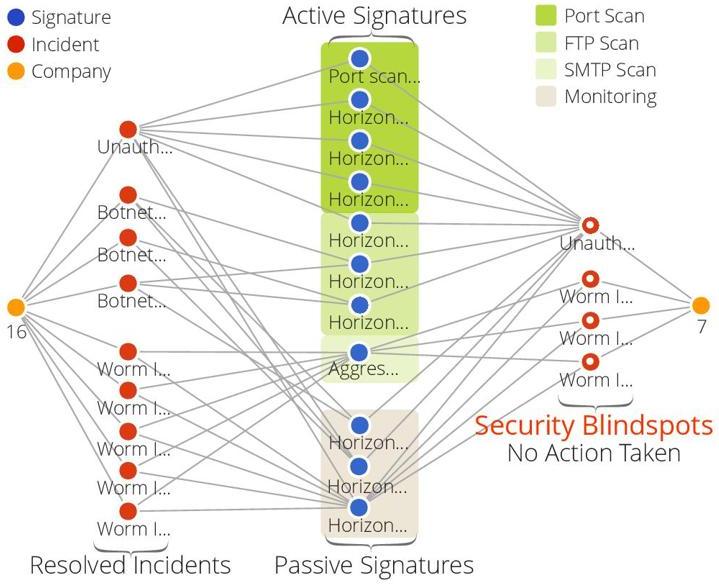 Signature
Incident
Company
Active Signatures
Port Scan
FTP Scan
SMTP Scan
Monitoring
Port scan...
Horizon...
Horizon...
Horizon...
Horizon...
Horizon...
Horizon...
Aggres...
Horizon...
Horizon...
Horizon...
Unauth...
Botnet...
Botnet...
Botnet...
Worm I...
Worm I...
Worm I...
Worm I...
Worm I...
16
Unauth...
Worm I...
Worm I...
Worm I...
7
Security Blindspots
No Action Taken
Resolved Incidents
Passive Signatures